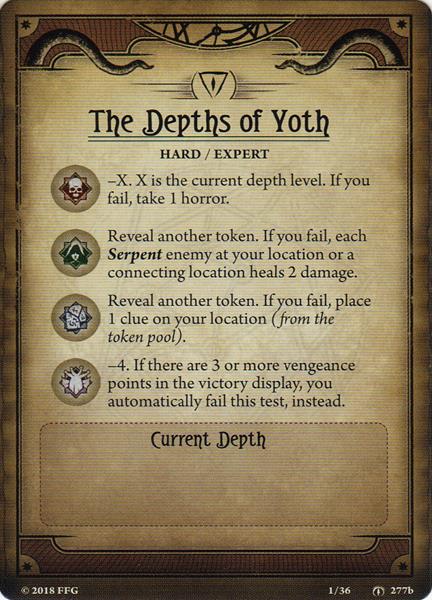 The Depths of Yoth
HARD / EXPERT
–X. X is the current depth level. If you
fail, take 1 horror.
Reveal another token. If you fail, each
Serpent enemy at your location or a
connecting location heals 2 damage.
Reveal another token. If you fail, place
1 clue on your location (from the
token pool).
–4. If there are 3 or more vengeance
points in the victory display, you
automatically fail this test, instead.
Current Depth
© 2018 FFG 1/36 277b